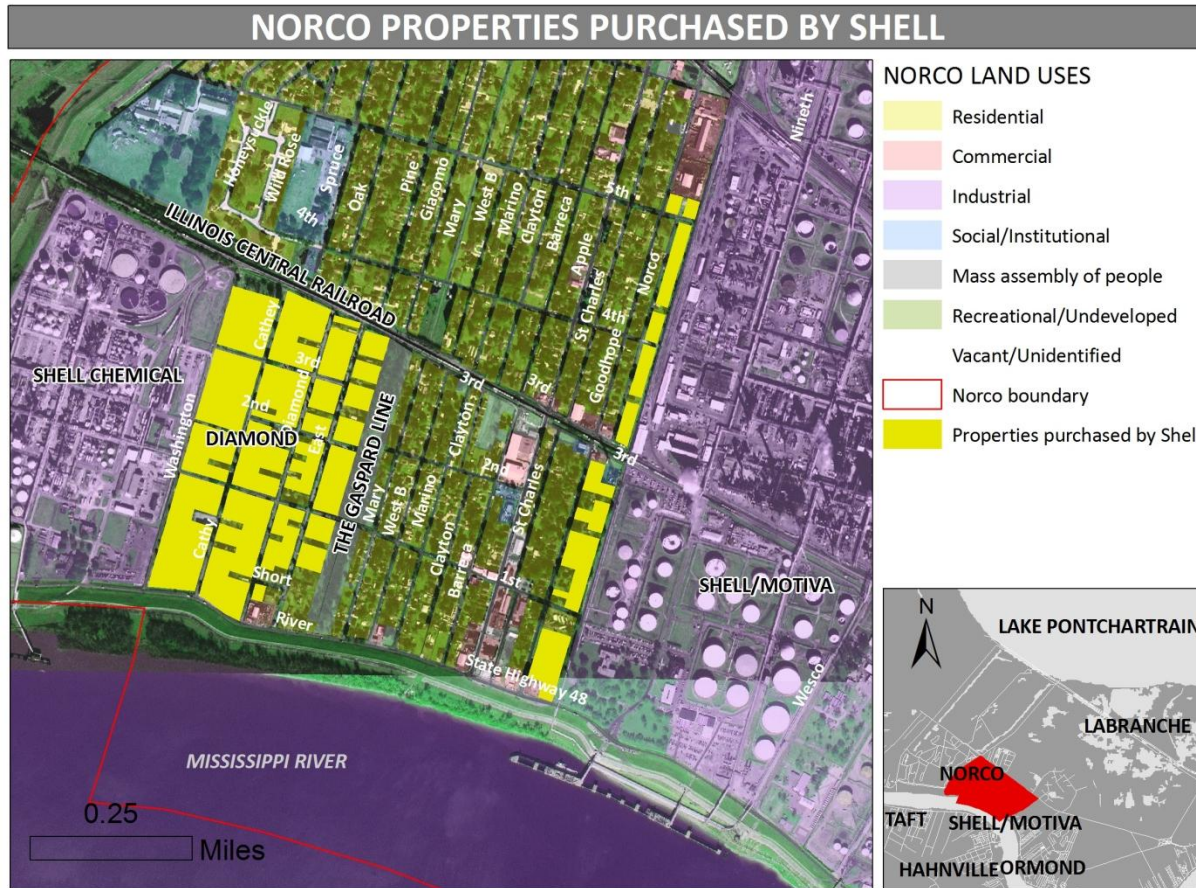 NORCO PROPERTIES PURCHASED BY SHELL
Honeysuckle
Wild Rose
Spruce
4th
Oak
Pine
Giacomo
Mary
West B
Marino
Clayton
Barreca
Apple
St Charles
4th
5th
Goodhope
Norco
Nineth
ILLINOIS CENTRAL RAILROAD
3rd
3rd
3rd
SHELL CHEMICAL
Washington
Cathey
3rd
2nd
Diamond
DIAMOND
East
THE GASPARD LINE
Cathy
Short
River
Mary
West B
Marino
Clayton
Clayton
Barreca
2nd
St Charles
1st
State Highway 48
SHELL/MOTIVA
Wesco
MISSISSIPPI RIVER
0.25
Miles
NORCO LAND USES
Residential
Commercial
Industrial
Social/Institutional
Mass assembly of people
Recreational/Undeveloped
Vacant/Unidentified
Norco boundary
Properties purchased by Shel
N
LAKE PONTCHARTRAIN
LABRANCHE
NORCO
TAFT
SHELL/MOTIVA
HAHNVILLE
ORMOND